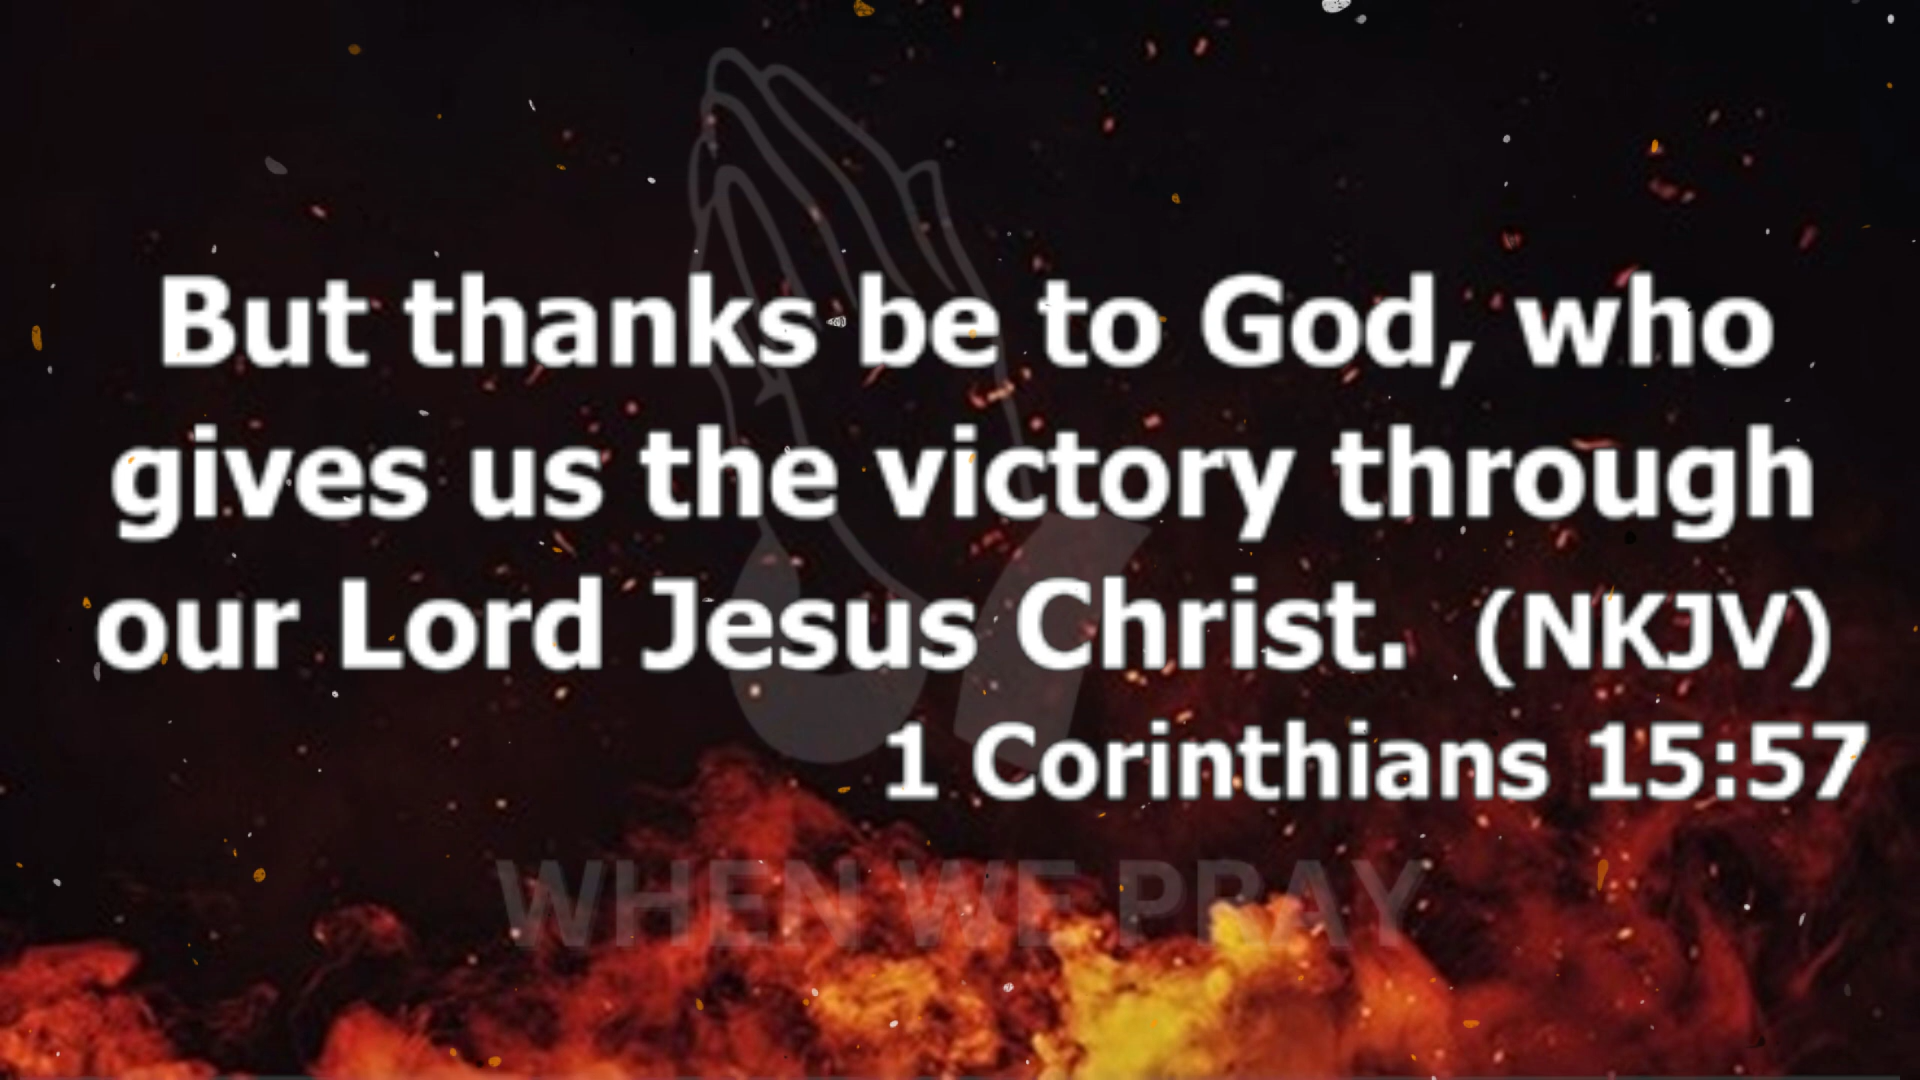 But thanks be to God, who
gives us the victory through
our Lord Jesus Christ. (NKJV)
1 Corinthians 15:57
WHEN WE PRAY